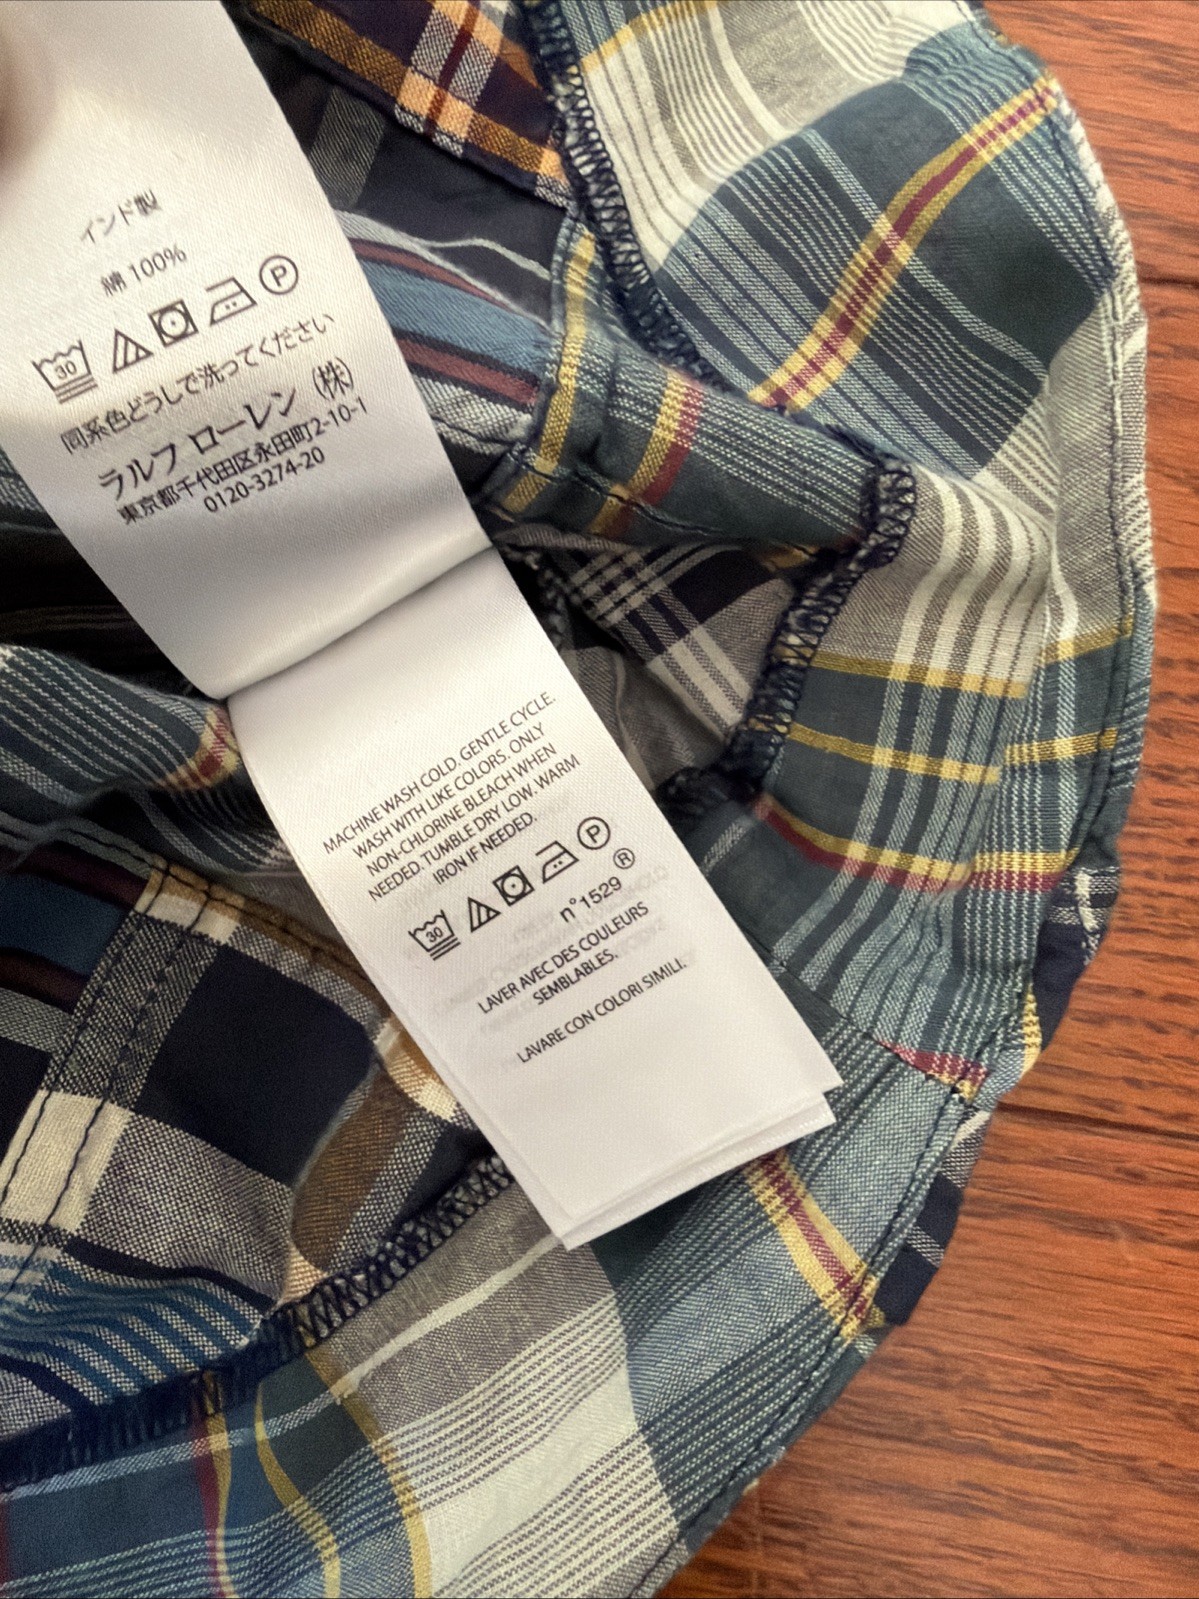 インド製
綿 100%
30 P
同系色どうしで洗ってください
ラルフ ローレン (株)
東京都千代田区永田町2-10-1
0120-3274-20
MACHINE WASH COLD. GENTLE CYCLE.
WASH WITH LIKE COLORS. ONLY
NON-CHLORINE BLEACH WHEN
NEEDED. TUMBLE DRY LOW. WARM
IRON IF NEEDED.
30 P
n°1529 ®
LAVER AVEC DES COULEURS
SEMBLABLES.
LAVARE CON COLORI SIMILI.